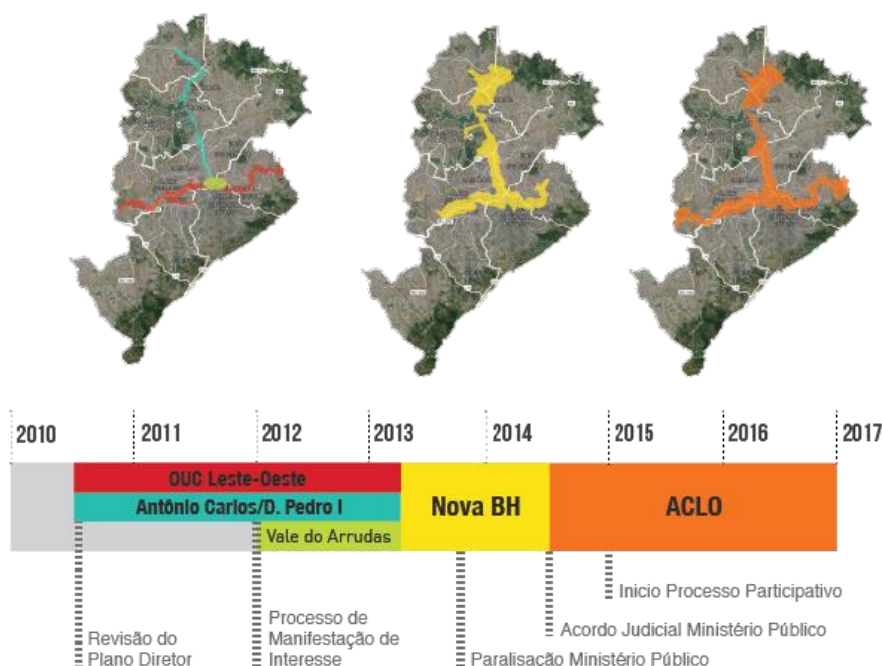 2010
2011
2012
2013
2014
2015
2016
2017
OUC Leste-Oeste
Antônio Carlos/D. Pedro I
Vale do Arrudas
Nova BH
ACLO
Revisão do
Plano Diretor
Processo de
Manifestação de
Interesse
Paralisação Ministério Público
Acordo Judicial Ministério Público
Inicio Processo Participativo